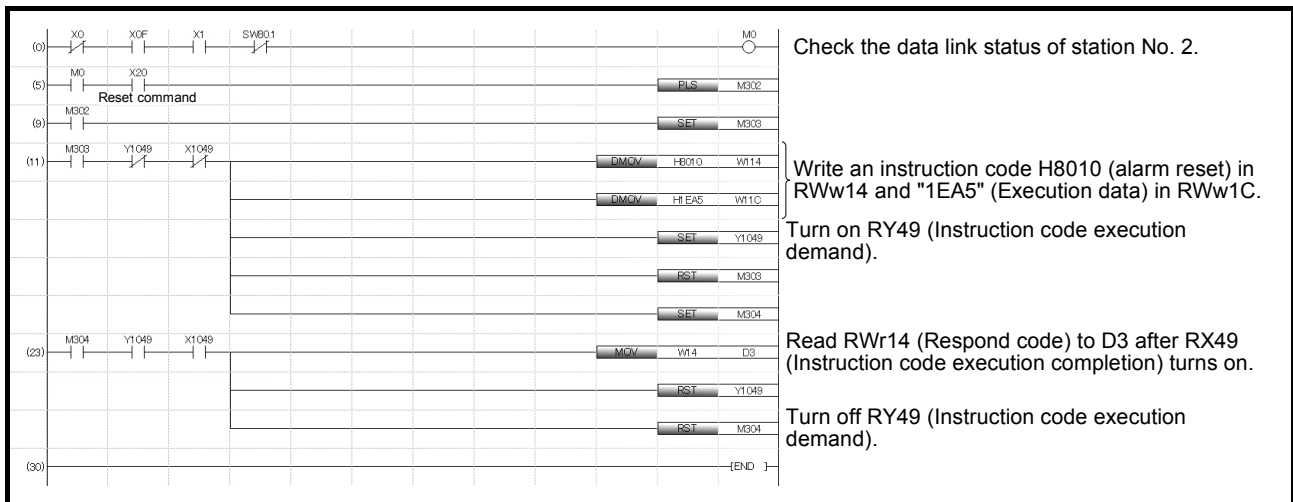 X0 X0F X1 SW80.1 M0
(0)
Check the data link status of station No. 2.
M0 X20
(5) PLS M302
Reset command
M302
(9) SET M303
M303 Y1049 X1049
(11) DMOV H8010 W114
Write an instruction code H8010 (alarm reset) in
RWw14 and "1EA5" (Execution data) in RWw1C.
DMOV H1EA5 W11C
Turn on RY49 (Instruction code execution
demand).
SET Y1049
RST M303
SET M304
M304 Y1049 X1049
(23) MOV W14 D3
Read RWr14 (Respond code) to D3 after RX49
(Instruction code execution completion) turns on.
RST Y1049
Turn off RY49 (Instruction code execution
demand).
RST M304
(30) END